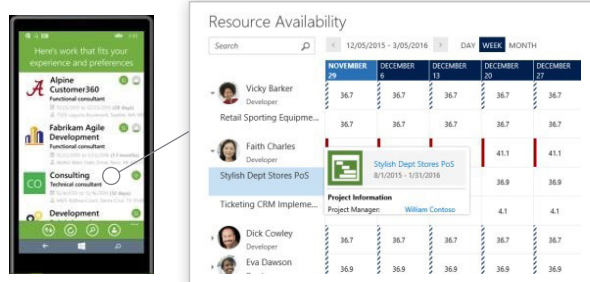 Here's work that fits your
experience and preferences
Alpine
Customer360
Functional consultant
Fabrikam Agile
Development
Functional consultant
CO
Consulting
Technical consultant
Development
Resource Availability
Search
12/05/2015 - 3/05/2016
DAY WEEK MONTH
NOVEMBER 29 DECEMBER 6 DECEMBER 13 DECEMBER 20 DECEMBER 27
Vicky Barker
Developer
36.7 36.7 36.7 36.7 36.7
Retail Sporting Equipme... 36.7 36.7 36.7 36.7 36.7
Faith Charles
Developer
41.1 41.1
Stylish Dept Stores PoS 36.9 36.9
Stylish Dept Stores PoS
8/1/2015 - 1/31/2016
Project Information
Project Manager: William Contoso
Ticketing CRM Impleme... 4.1 4.1
Dick Cowley
Developer
36.7 36.7 36.7 36.7 36.7
Eva Dawson
36.9 36.9 36.9 36.9 36.9